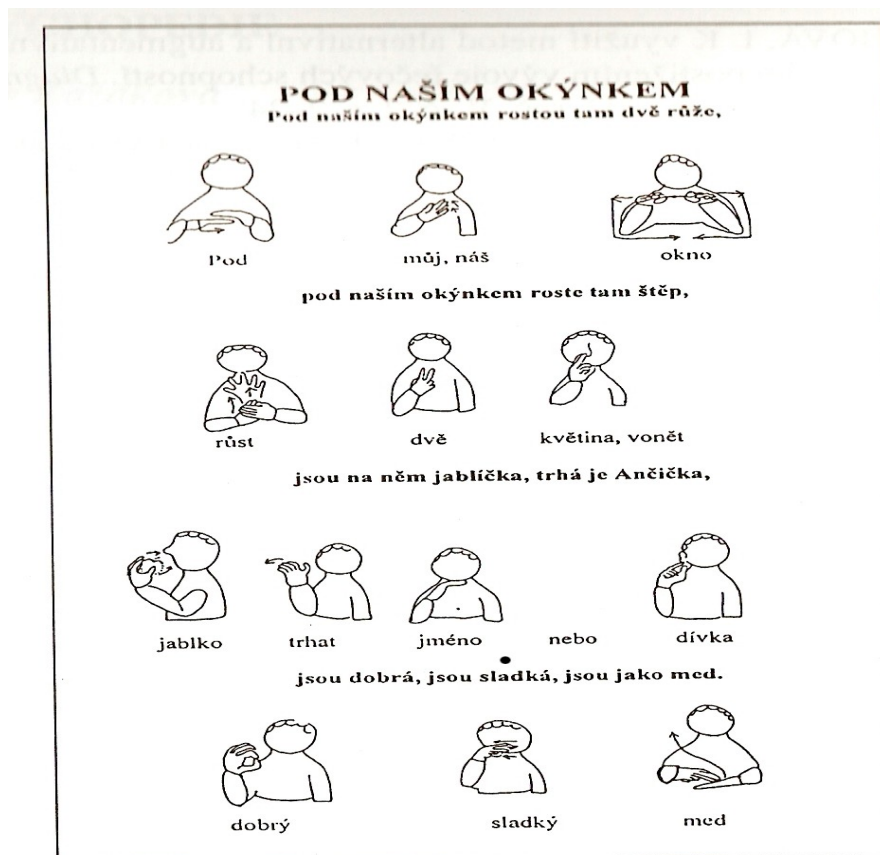 POD NAŠÍM OKÝNKEM
Pod naším okýnkem rostou tam dvě růže,
Pod můj, náš okno
pod naším okýnkem roste tam štěp,
růst dvě květina, vonět
jsou na něm jablíčka, trhá je Ančička,
jablko trhat jméno nebo dívka
jsou dobrá, jsou sladká, jsou jako med.
dobrý sladký med